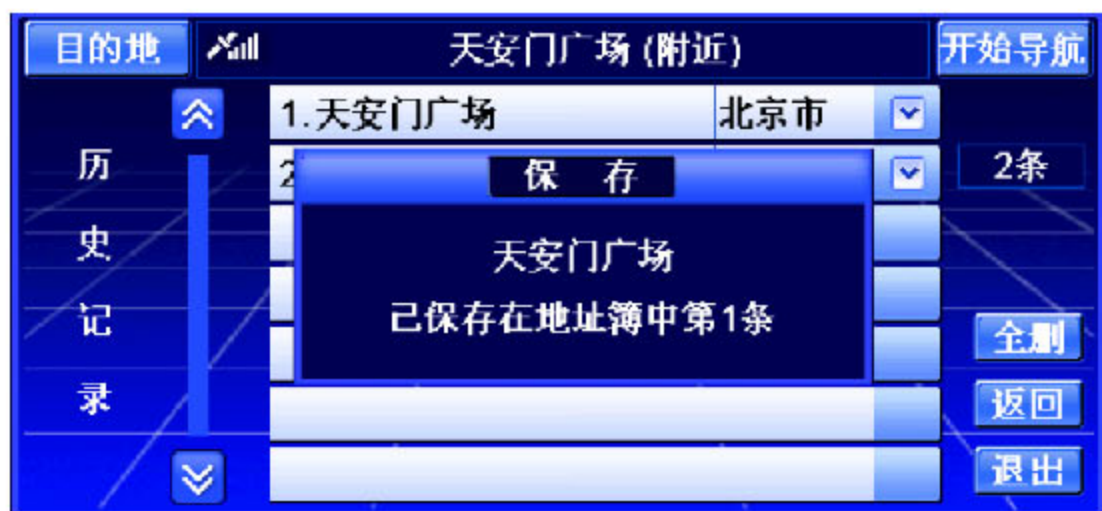 目的地 天安门广场 (附近) 开始导航
1.天安门广场 北京市
历史记录
2
2条
保 存
天安门广场
已保存在地址簿中第1条
全删
返回
退出